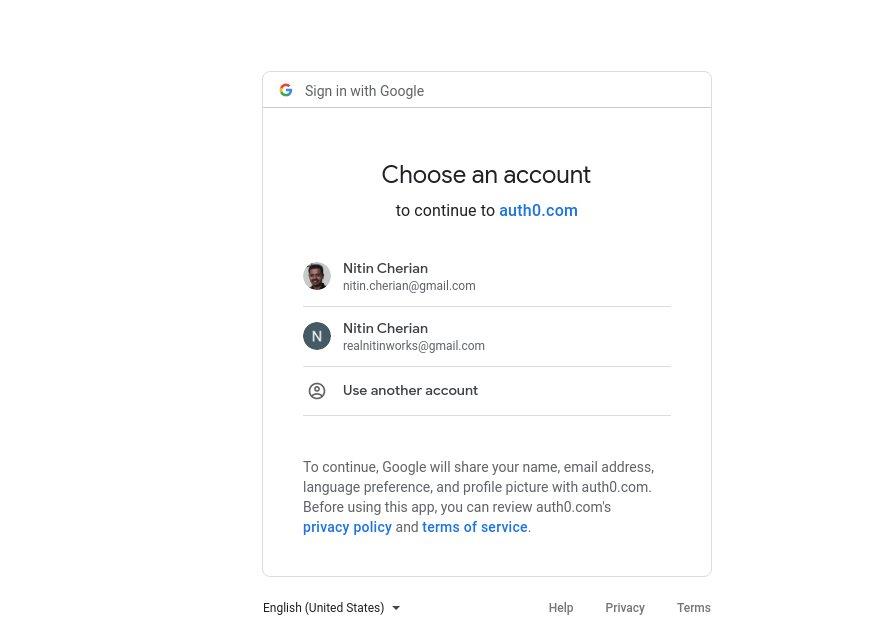 Sign in with Google
Choose an account
to continue to auth0.com
Nitin Cherian
nitin.cherian@gmail.com
N
Nitin Cherian
realnitinworks@gmail.com
Use another account
To continue, Google will share your name, email address,
language preference, and profile picture with auth0.com.
Before using this app, you can review auth0.com's
privacy policy and terms of service.
English (United States)
Help
Privacy
Terms